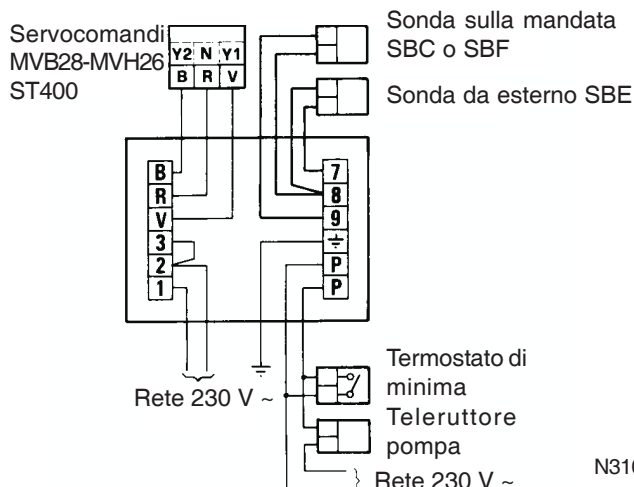 Servocomandi
MVB28-MVH26
ST400
Y2 N Y1
B R V
Sonda sulla mandata
SBC o SBF
Sonda da esterno SBE
B
R
V
3
2
1
7
8
9
P
P
Rete 230 V ~
Termostato di
minima
Teleruttore
pompa
Rete 230 V ~